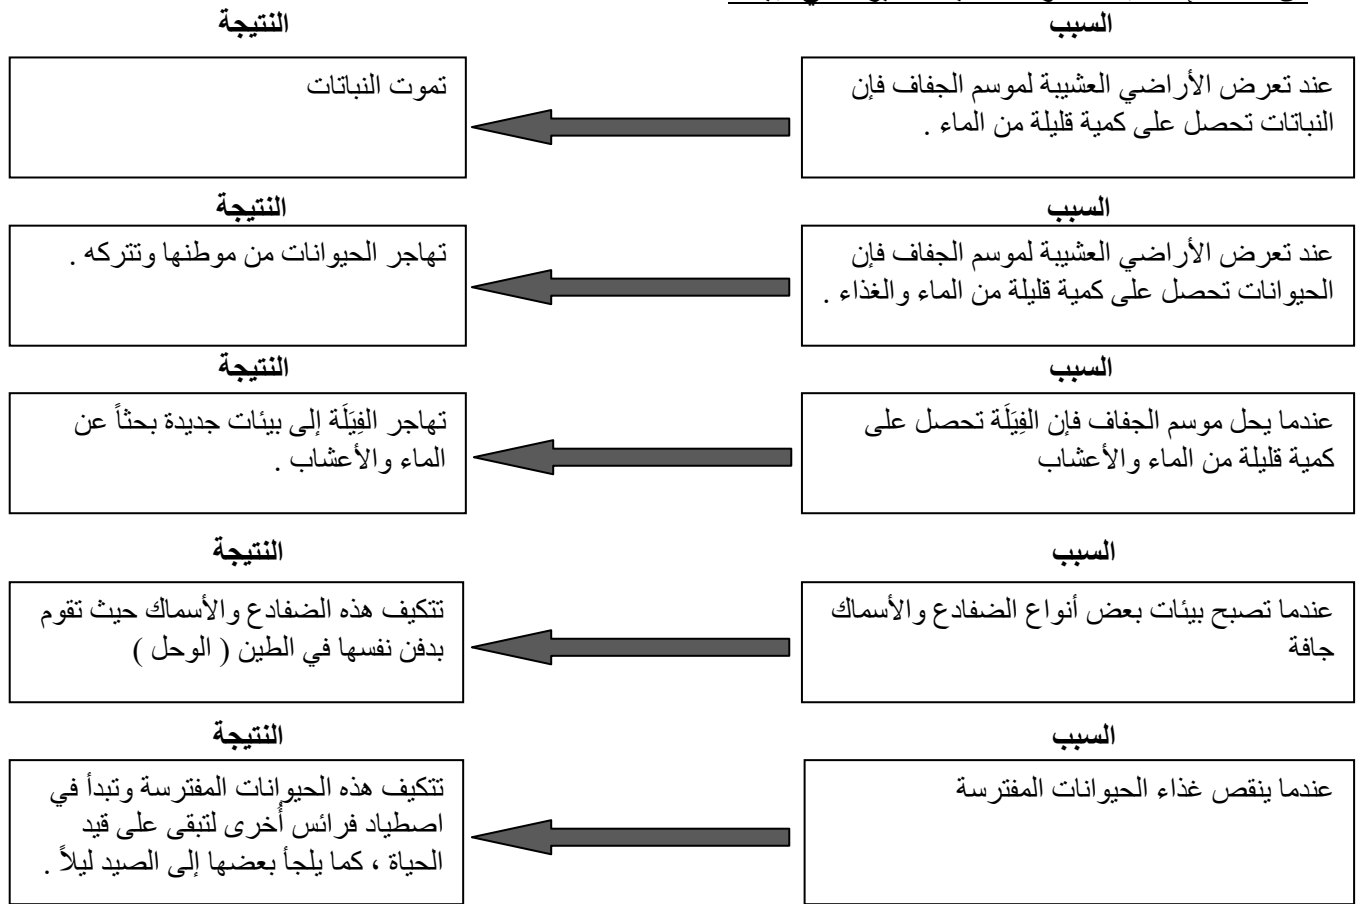 السبب
النتيجة
عند تعرض الأراضي العشيبة لموسم الجفاف فإن
النباتات تحصل على كمية قليلة من الماء .
تموت النباتات
السبب
النتيجة
عند تعرض الأراضي العشيبة لموسم الجفاف فإن
الحيوانات تحصل على كمية قليلة من الماء والغذاء .
تهاجر الحيوانات من موطنها وتتركه .
السبب
النتيجة
عندما يحل موسم الجفاف فإن الفِيَلَة تحصل على
كمية قليلة من الماء والأعشاب
تهاجر الفِيَلَة إلى بيئات جديدة بحثاً عن
الماء والأعشاب .
السبب
النتيجة
عندما تصبح بيئات بعض أنواع الضفادع والأسماك
جافة
تتكيف هذه الضفادع والأسماك حيث تقوم
بدفن نفسها في الطين ( الوحل )
السبب
النتيجة
عندما ينقص غذاء الحيوانات المفترسة
تتكيف هذه الحيوانات المفترسة وتبدأ في
اصطياد فرائس أُخرى لتبقى على قيد
الحياة ، كما يلجأ بعضها إلى الصيد ليلاً .